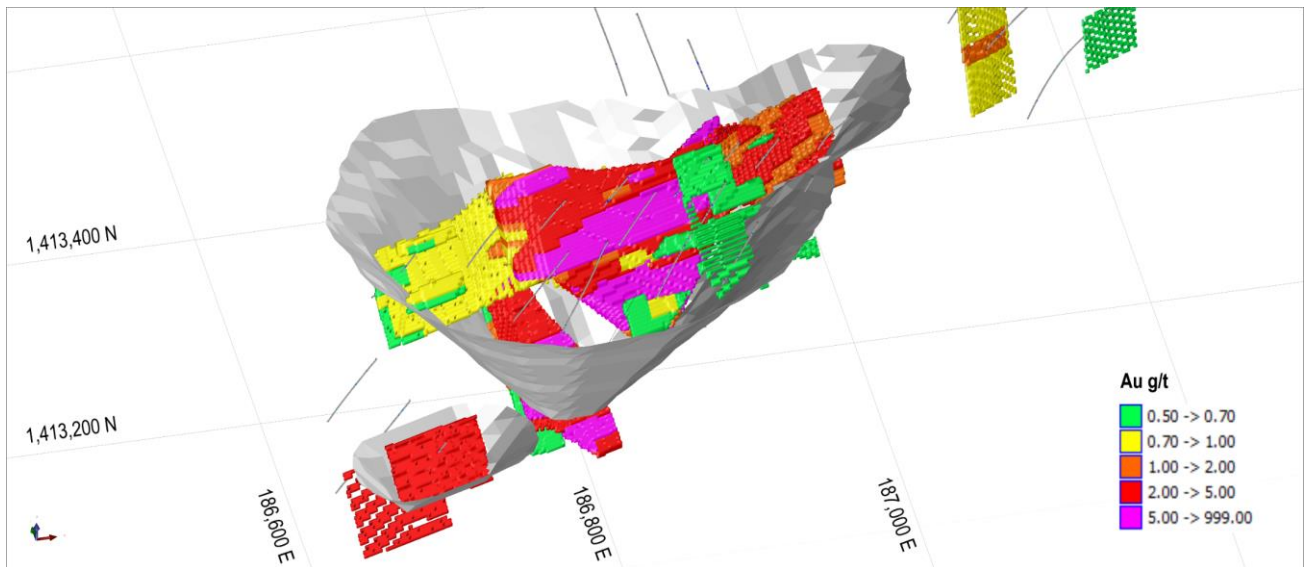 1,413,400 N
1,413,200 N
186,600 E
186,800 E
187,000 E
Au g/t
0.50 -> 0.70
0.70 -> 1.00
1.00 -> 2.00
2.00 -> 5.00
5.00 -> 999.00